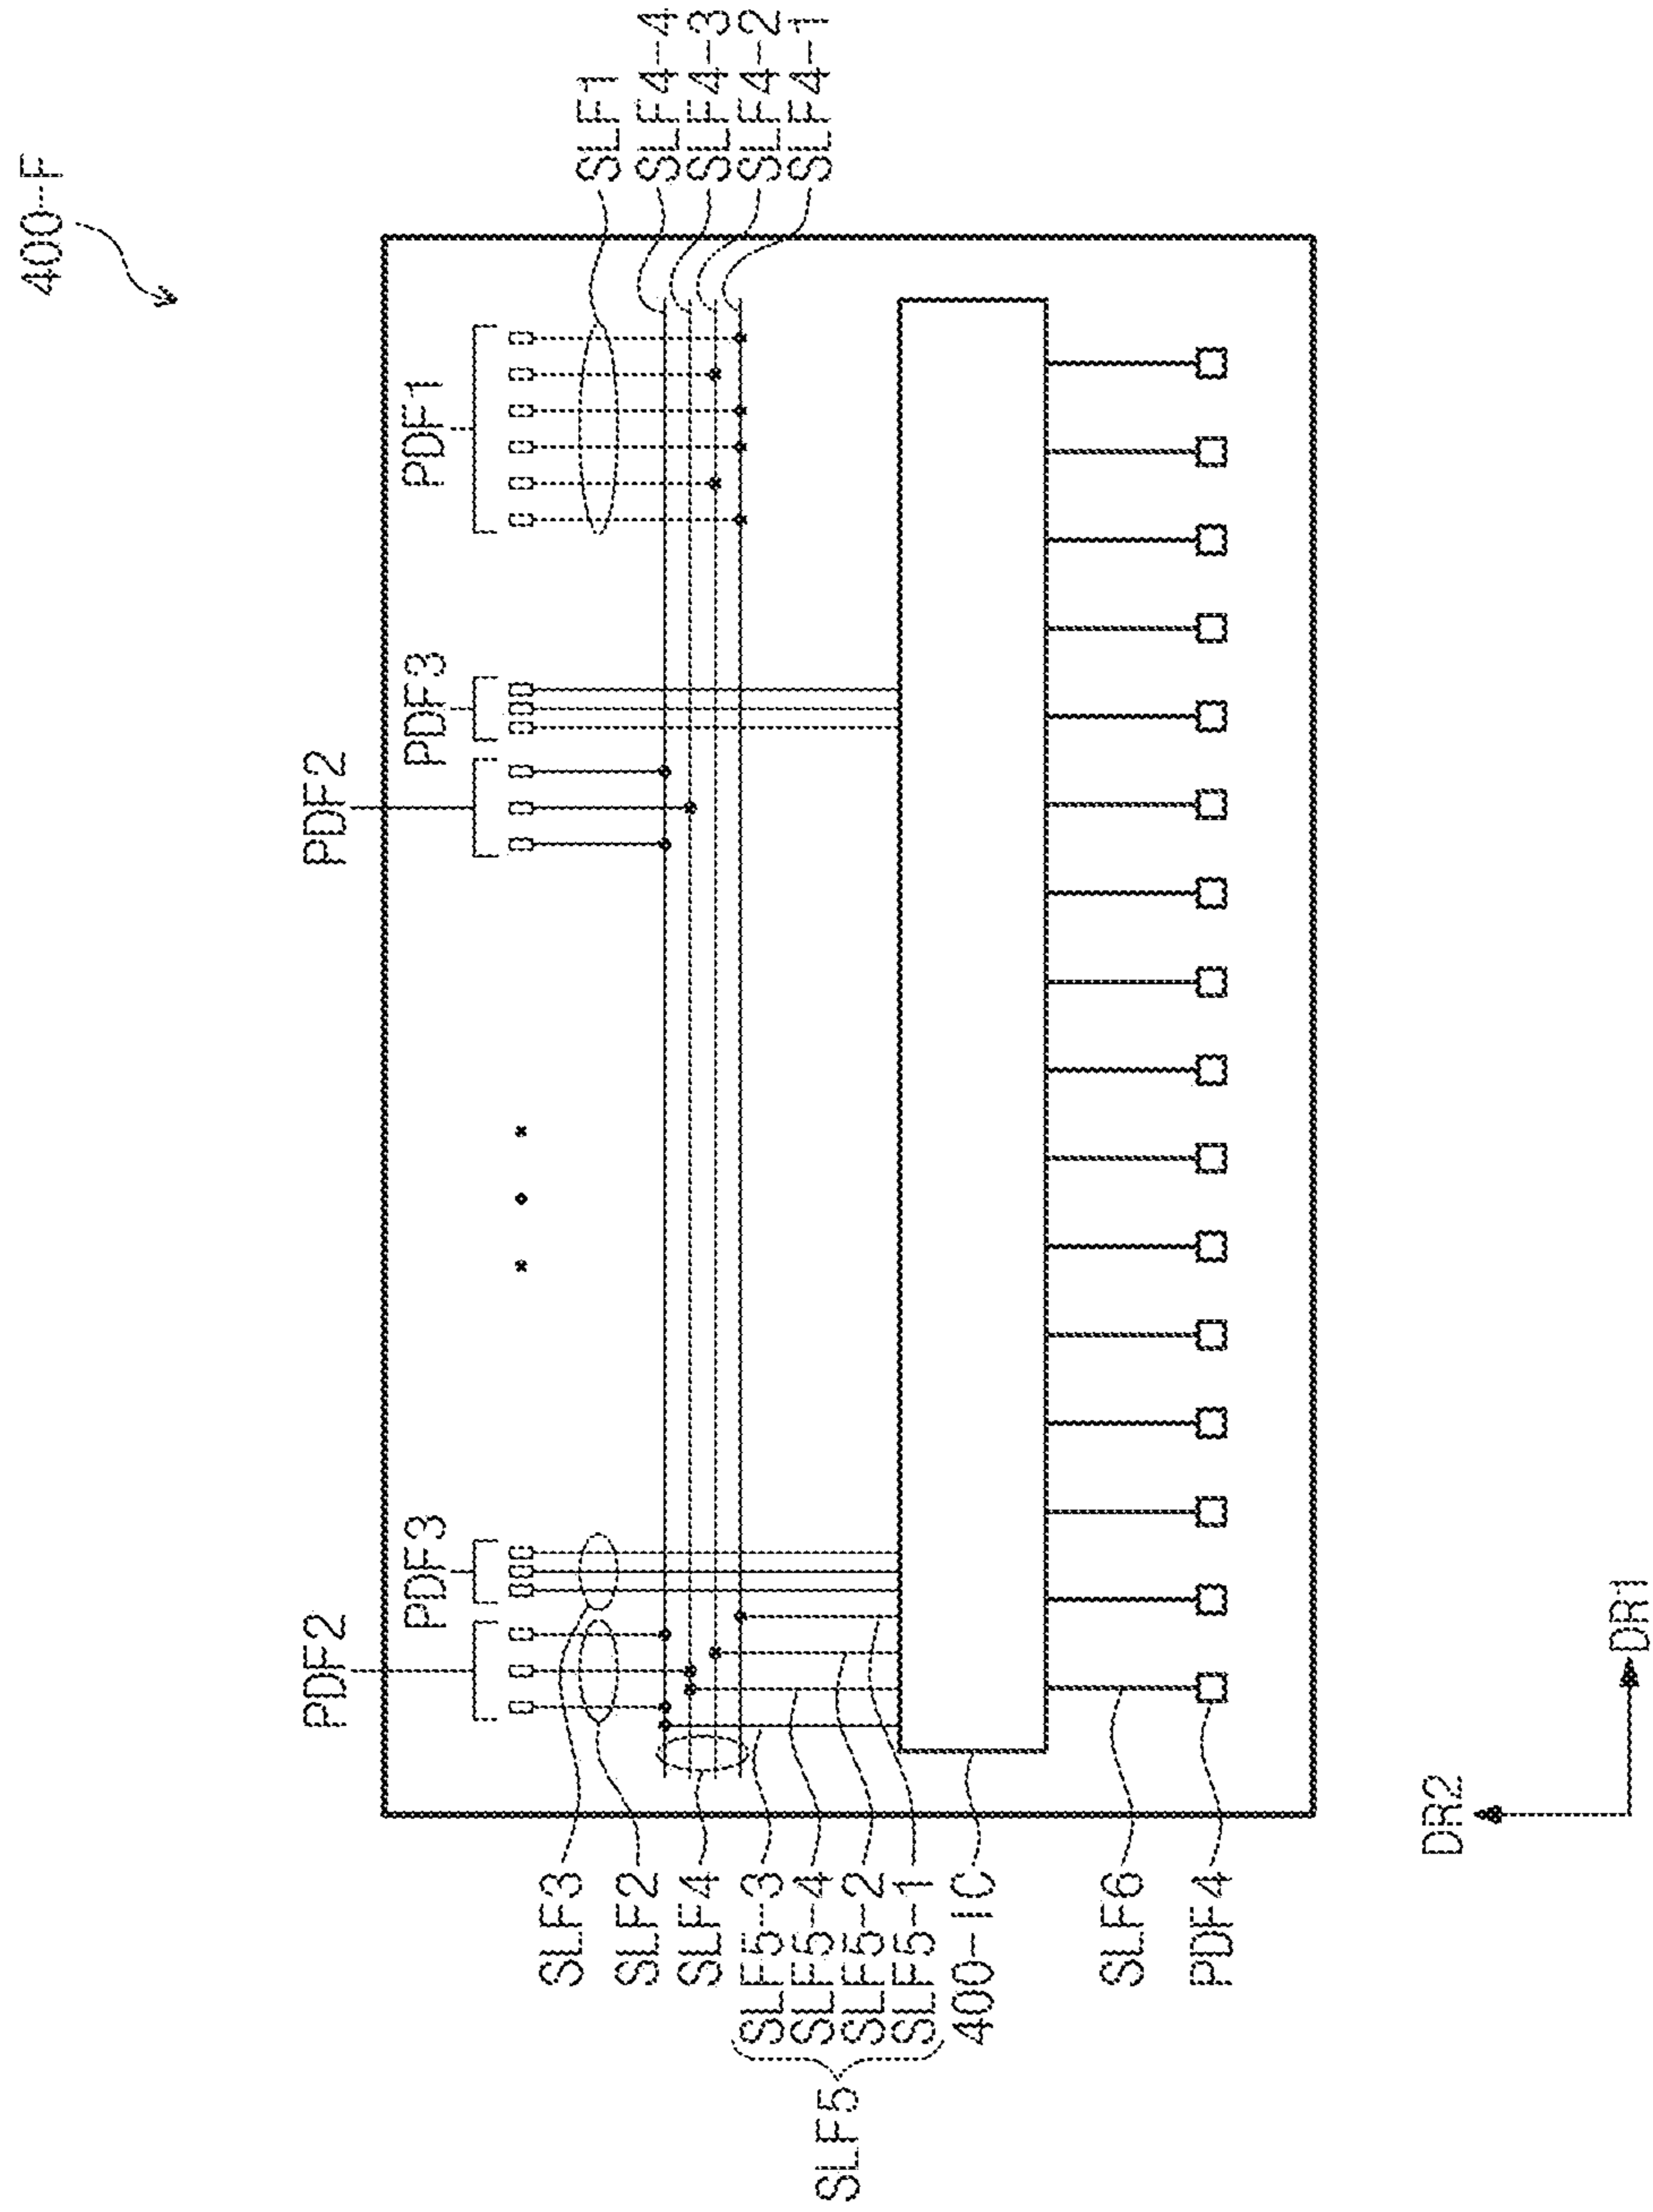 400-F
SLF1
SLF4-4
SLF4-3
SLF4-2
SLF4-1
PDF1
PDF3
PDF2
PDF3
PDF2
SLF3
SLF2
SLF4
SLF5-3
SLF5-4
SLF5-2
SLF5-1
SLF5
400-IC
SLF6
PDF4
DR2
DR1